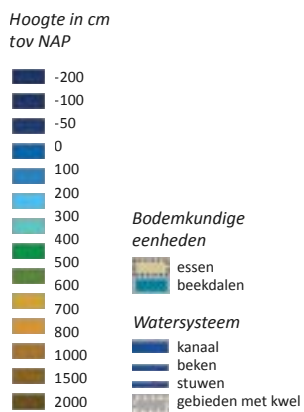 Hoogte in cm
tov NAP
-200
-100
-50
0
100
200
300
400
500
600
700
800
1000
1500
2000
Bodemkundige
eenheden
essen
beekdalen
Watersysteem
kanaal
beken
stuwen
gebieden met kwel